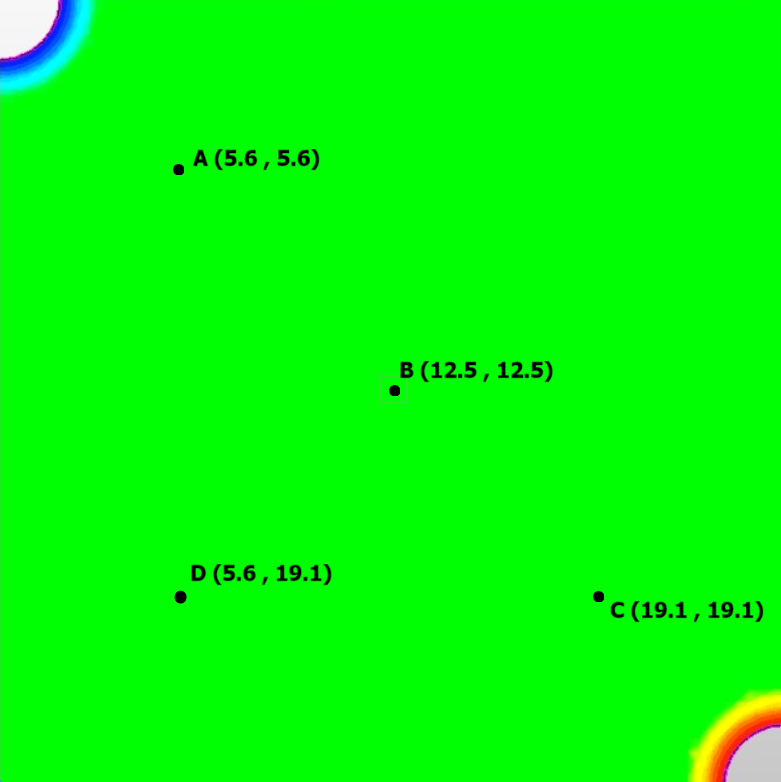 A (5.6 , 5.6)
B (12.5 , 12.5)
D (5.6 , 19.1)
C (19.1 , 19.1)